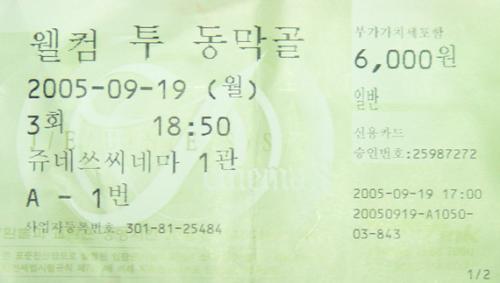 웰컴 투 동막골
2005-09-19 (월)
3회 18:50
쥬네쓰씨네마 1관
A - 1번
사업자등록번호 301-81-25484
부가가치세포함
6,000원
일반
신용카드
승인번호:25987272
2005-09-19 17:00
20050919-A1050-
03-843
1/2